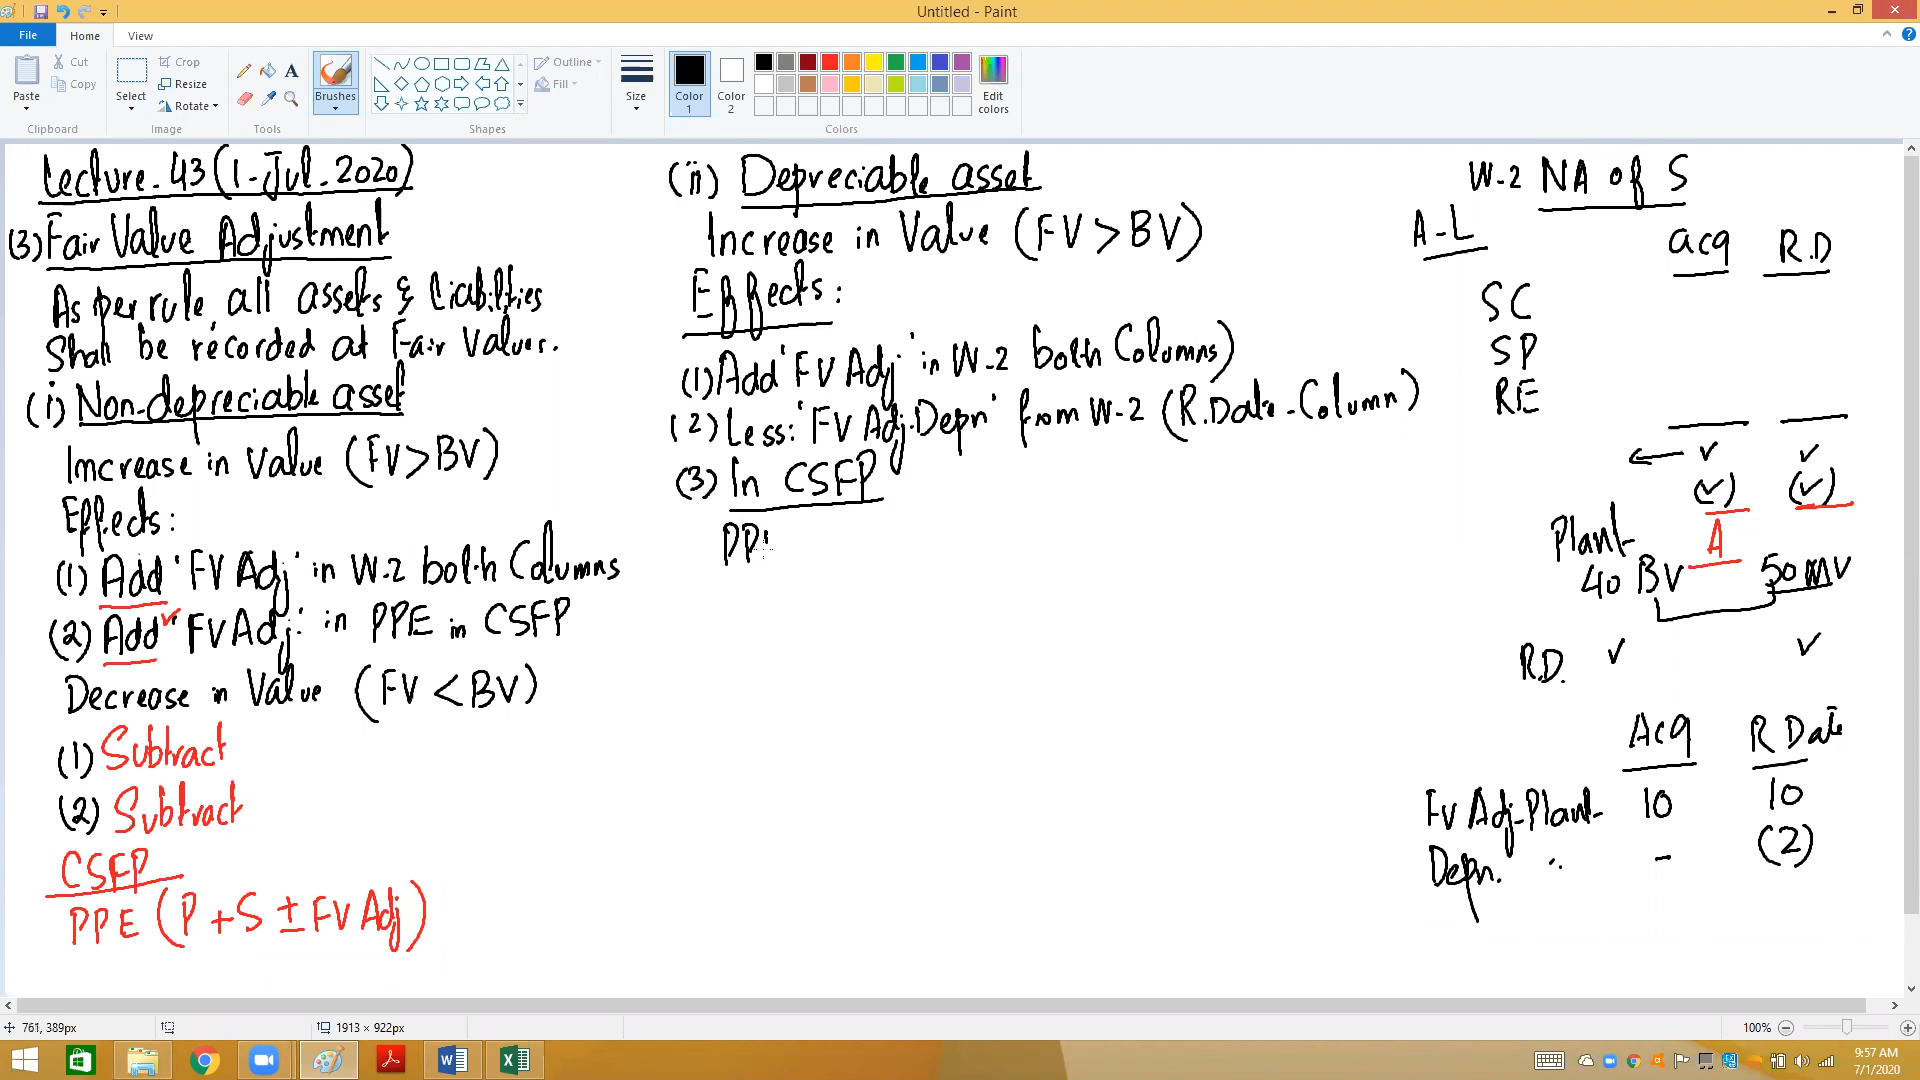 Untitled - Paint
File
Home
View
Paste
Cut
Copy
Clipboard
Select
Crop
Resize
Rotate
Image
Tools
Brushes
Shapes
Outline
Fill
Size
Color 1
Color 2
Edit colors
Colors
Lecture-43 (1-Jul-2020)
(3) Fair Value Adjustment
As per rule, all assets & Liabilities
Shall be recorded at Fair Values.
(i) Non-depreciable asset
Increase in Value (FV>BV)
Effects:
(1) Add 'FV Adj' in W.2 both Columns
(2) Add "FV Adj." in PPE in CSFP
Decrease in Value (FV < BV)
(1) Subtract
(2) Subtract
CSFP
PPE (P + S ± FV Adj)
(ii) Depreciable asset
Increase in Value (FV > BV)
Effects:
(1) Add 'FV Adj' in W-2 both Columns)
(2) Less: 'FV Adj. Depn' from W-2 (R.Date-Column)
(3) In CSFP
W-2 NA of S
A-L
acq R.D
SC
SP
RE
A
Plant
40 BV 50 MV
R.D.
Acq R Date
FV Adj-Plant 10 10
Depn. " - (2)
761, 389px
1913 × 922px
100%
9:57 AM
7/1/2020